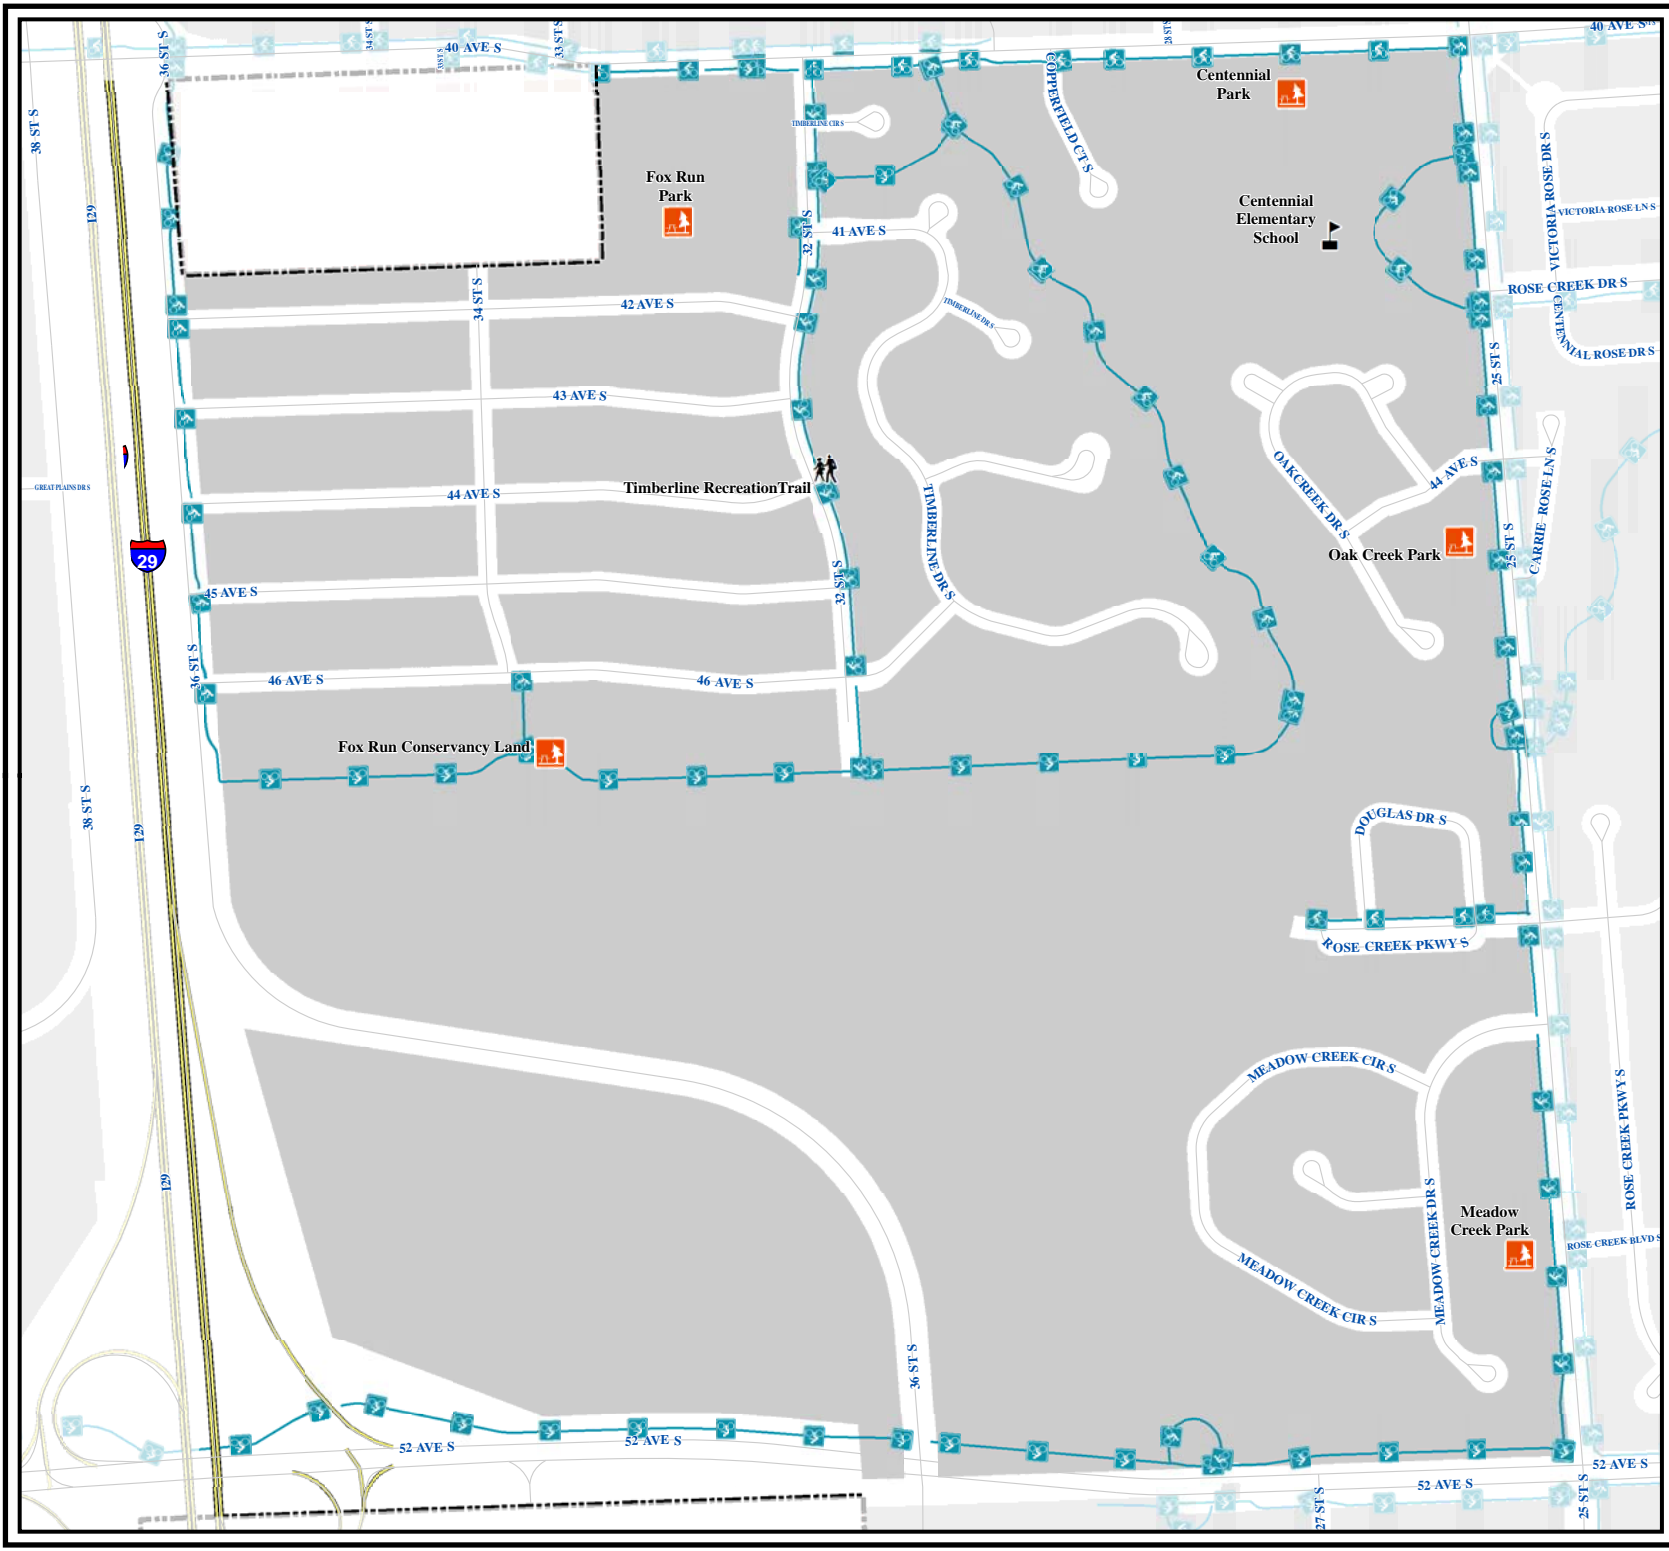 36 ST S
34 ST S
33 ST S
33 ST S
40 AVE S
28 ST S
40 AVE S
38 ST S
I29
Centennial
Park
COPPERFIELD CT S
TIMBERLINE CIR S
Fox Run
Park
32 ST S
41 AVE S
Centennial
Elementary
School
VICTORIA ROSE DR S
VICTORIA ROSE LN S
ROSE CREEK DR S
CENTENNIAL ROSE DR S
34 ST S
42 AVE S
TIMBERLINE DR S
25 ST S
43 AVE S
GREAT PLAINS DR S
44 AVE S
Timberline RecreationTrail
TIMBERLINE DR S
OAKCREEK DR S
44 AVE S
CARRIE ROSE LN S
29
Oak Creek Park
25 ST S
45 AVE S
32 ST S
36 ST S
46 AVE S
46 AVE S
Fox Run Conservancy Land
38 ST S
I29
DOUGLAS DR S
ROSE CREEK PKWY S
MEADOW CREEK CIR S
ROSE CREEK PKWY S
I29
MEADOW CREEK DR S
Meadow
Creek Park
ROSE CREEK BLVD S
MEADOW CREEK CIR S
36 ST S
52 AVE S
52 AVE S
52 AVE S
52 AVE S
27 ST S
25 ST S